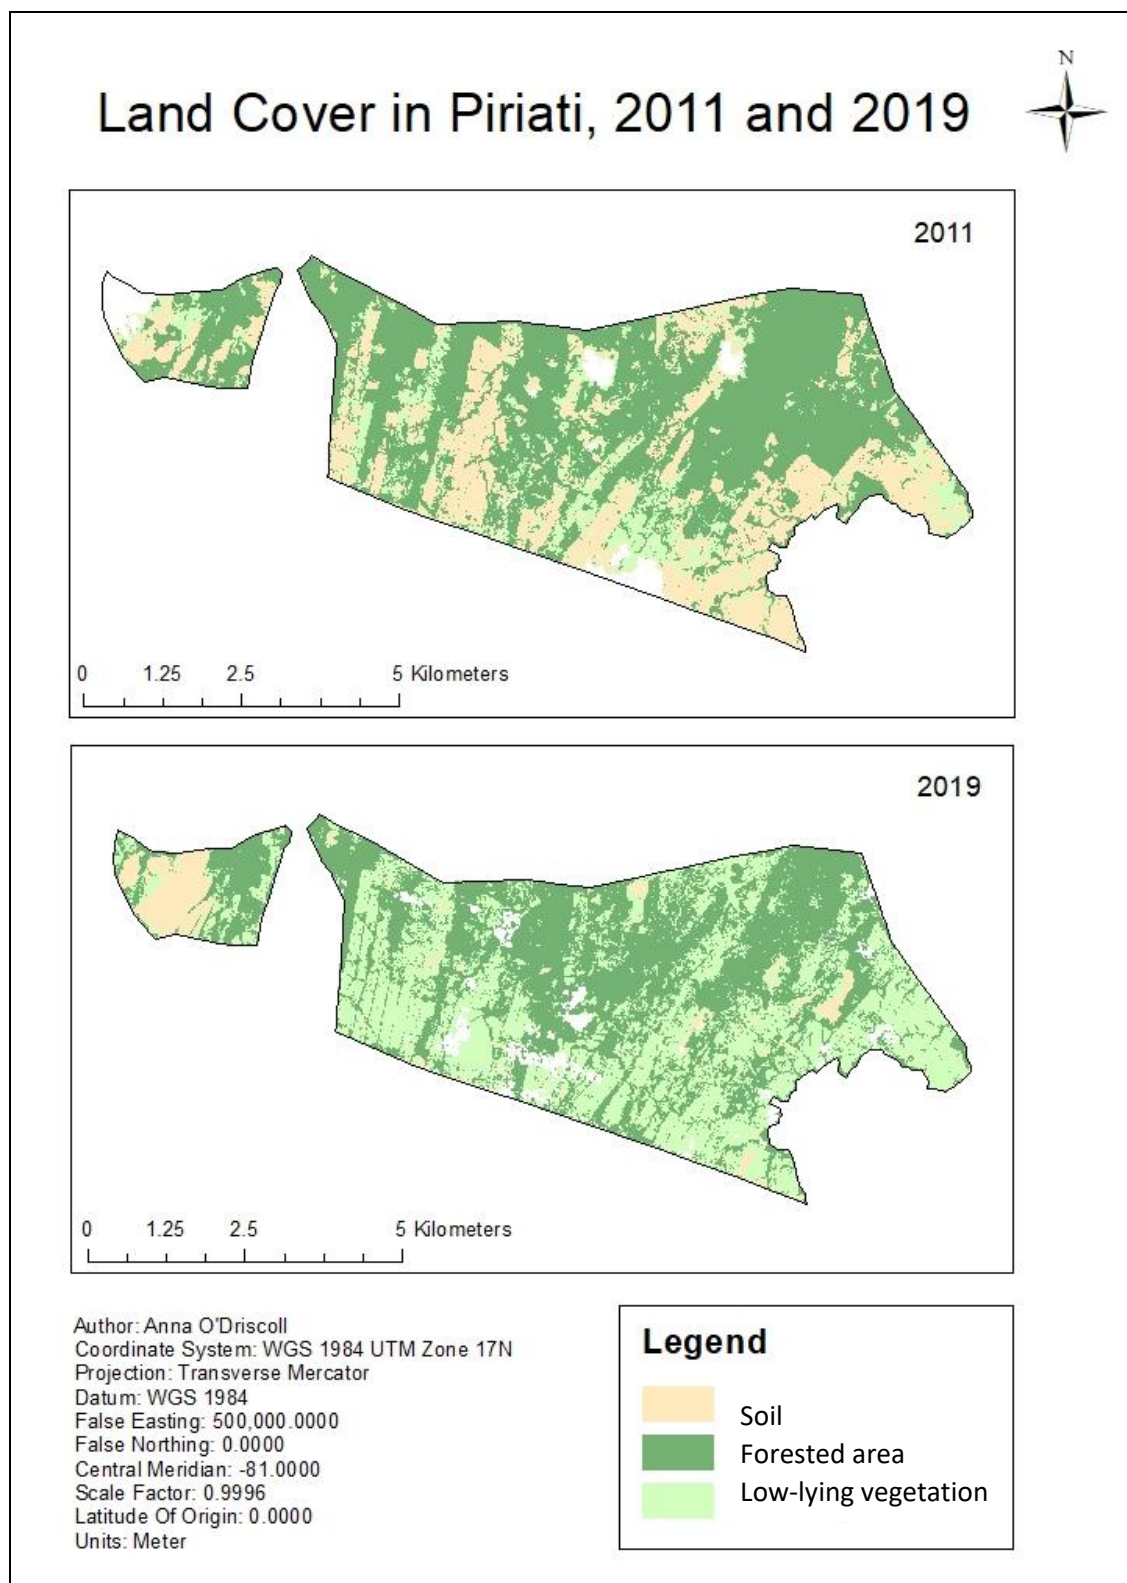 N
Land Cover in Piriati, 2011 and 2019
2011
0 1.25 2.5 5 Kilometers
2019
0 1.25 2.5 5 Kilometers
Author: Anna O'Driscoll
Coordinate System: WGS 1984 UTM Zone 17N
Projection: Transverse Mercator
Datum: WGS 1984
False Easting: 500,000.0000
False Northing: 0.0000
Central Meridian: -81.0000
Scale Factor: 0.9996
Latitude Of Origin: 0.0000
Units: Meter
Legend
Soil
Forested area
Low-lying vegetation